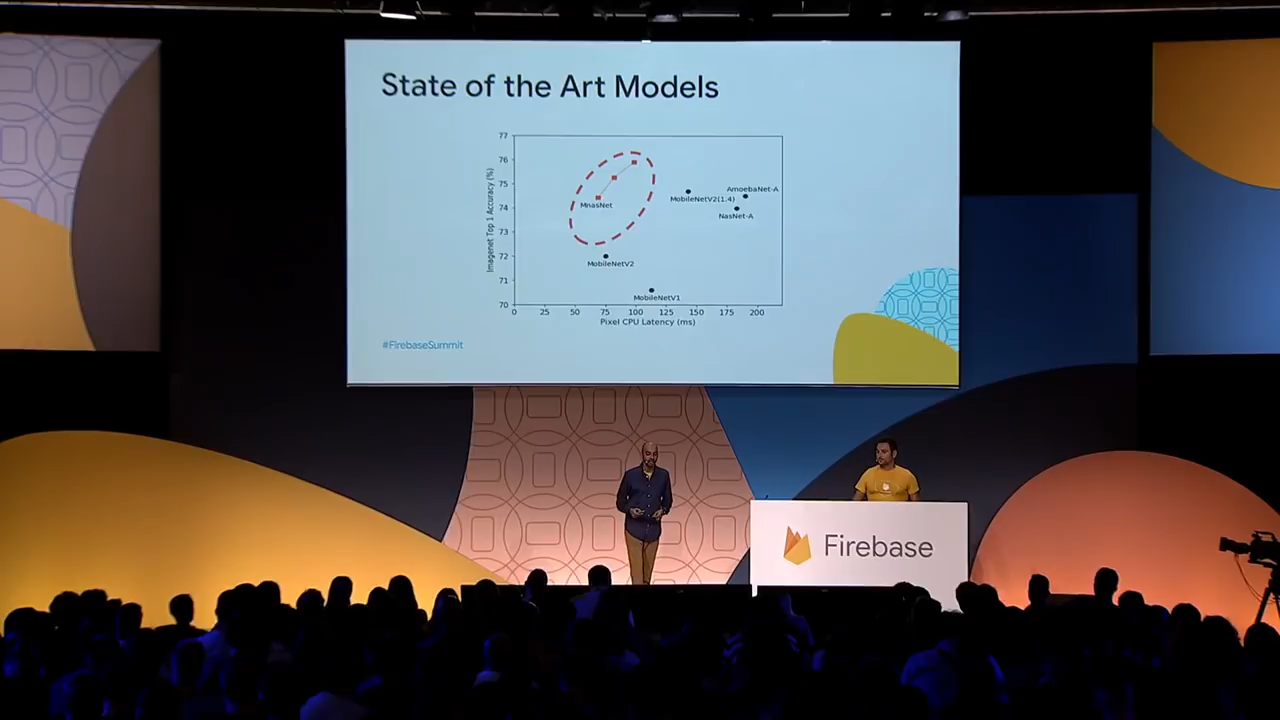 State of the Art Models
77
76
75
74
73
72
71
70
Imagenet Top 1 Accuracy (%)
MnasNet
AmoebaNet-A
MobileNetV2(1.4)
NasNet-A
MobileNetV2
MobileNetV1
0 25 50 75 100 125 150 175 200
Pixel CPU Latency (ms)
#FirebaseSummit
Firebase